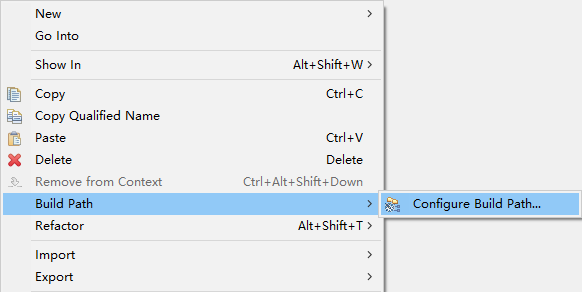 New
Go Into
Show In Alt+Shift+W
Copy Ctrl+C
Copy Qualified Name
Paste Ctrl+V
Delete Delete
Remove from Context Ctrl+Alt+Shift+Down
Build Path Configure Build Path...
Refactor Alt+Shift+T
Import
Export